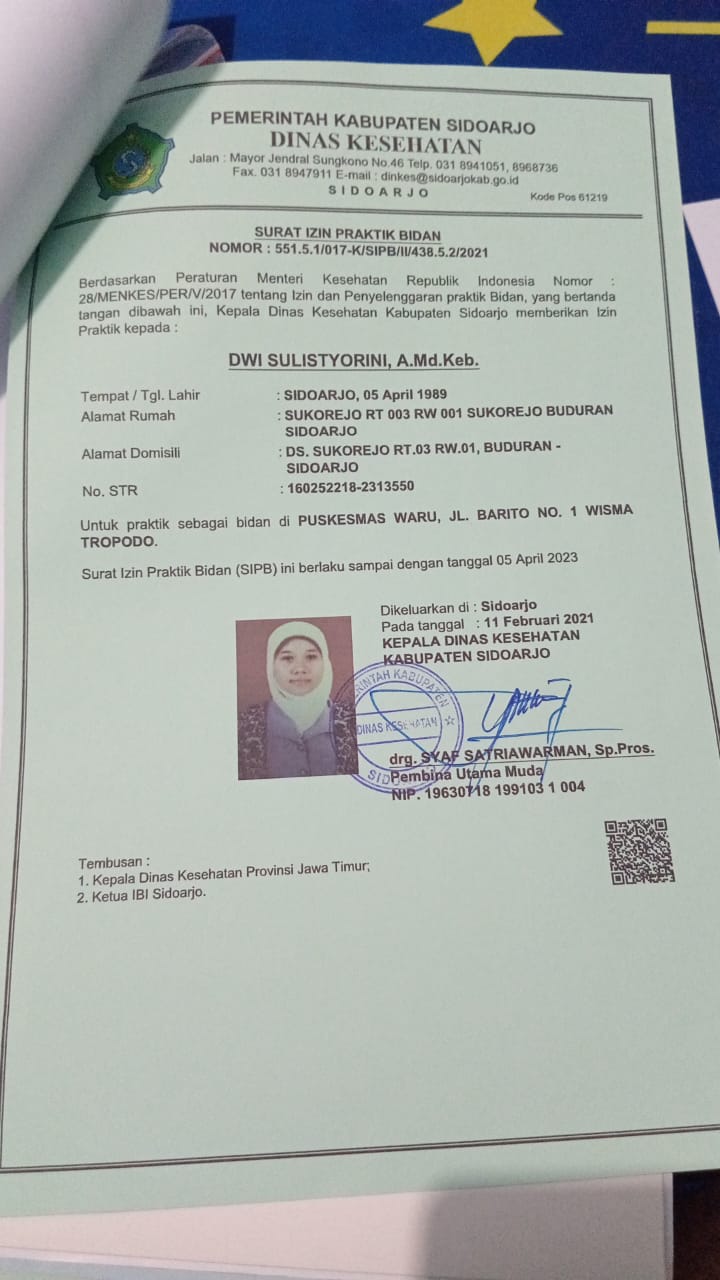 PEMERINTAH KABUPATEN SIDOARJO
DINAS KESEHATAN
Jalan : Mayor Jendral Sungkono No.46 Telp. 031 8941051, 8968736
Fax. 031 8947911 E-mail : dinkes@sidoarjokab.go.id
S I D O A R J O
Kode Pos 61219
SURAT IZIN PRAKTIK BIDAN
NOMOR : 551.5.1/017-K/SIPB/II/438.5.2/2021
Berdasarkan Peraturan Menteri Kesehatan Republik Indonesia Nomor :
28/MENKES/PER/V/2017 tentang Izin dan Penyelenggaran praktik Bidan, yang bertanda
tangan dibawah ini, Kepala Dinas Kesehatan Kabupaten Sidoarjo memberikan Izin
Praktik kepada :
DWI SULISTYORINI, A.Md.Keb.
Tempat / Tgl. Lahir : SIDOARJO, 05 April 1989
Alamat Rumah : SUKOREJO RT 003 RW 001 SUKOREJO BUDURAN
SIDOARJO
Alamat Domisili : DS. SUKOREJO RT.03 RW.01, BUDURAN -
SIDOARJO
No. STR : 160252218-2313550
Untuk praktik sebagai bidan di PUSKESMAS WARU, JL. BARITO NO. 1 WISMA
TROPODO.
Surat Izin Praktik Bidan (SIPB) ini berlaku sampai dengan tanggal 05 April 2023
Dikeluarkan di : Sidoarjo
Pada tanggal : 11 Februari 2021
KEPALA DINAS KESEHATAN
KABUPATEN SIDOARJO
DINAS KESEHATAN
drg. SYAF SATRIAWARMAN, Sp.Pros.
Pembina Utama Muda
NIP. 19630718 199103 1 004
Tembusan :
1. Kepala Dinas Kesehatan Provinsi Jawa Timur;
2. Ketua IBI Sidoarjo.